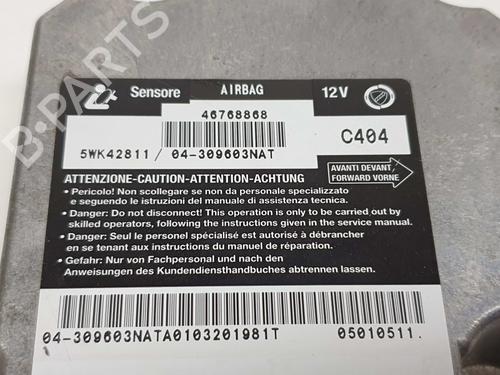 Sensore AIRBAG 12V
46768868
C404
5WK42811 / 04-309603NAT
AVANTI DEVANT
FORWARD VORNE
ATTENZIONE-CAUTION-ATTENTION-ACHTUNG
• Pericolo! Non scollegare se non da personale specializzato
e seguendo le istruzioni del manuale di assistenza tecnica.
• Danger: Do not disconnect! This operation is only to be carried out by
skilled operators, following the instructions given in the service manual.
• Danger: Seul le personel spécialisé est autorisé à débrancher
en se tenant aux instructions du manuel de réparation.
• Gefahr: Nur von Fachpersonal und nach den
Anweisungen des Kundendiensthandbuches abtrennen lassen.
04-309603NATA0103201981T 05010511.
B-PARTS